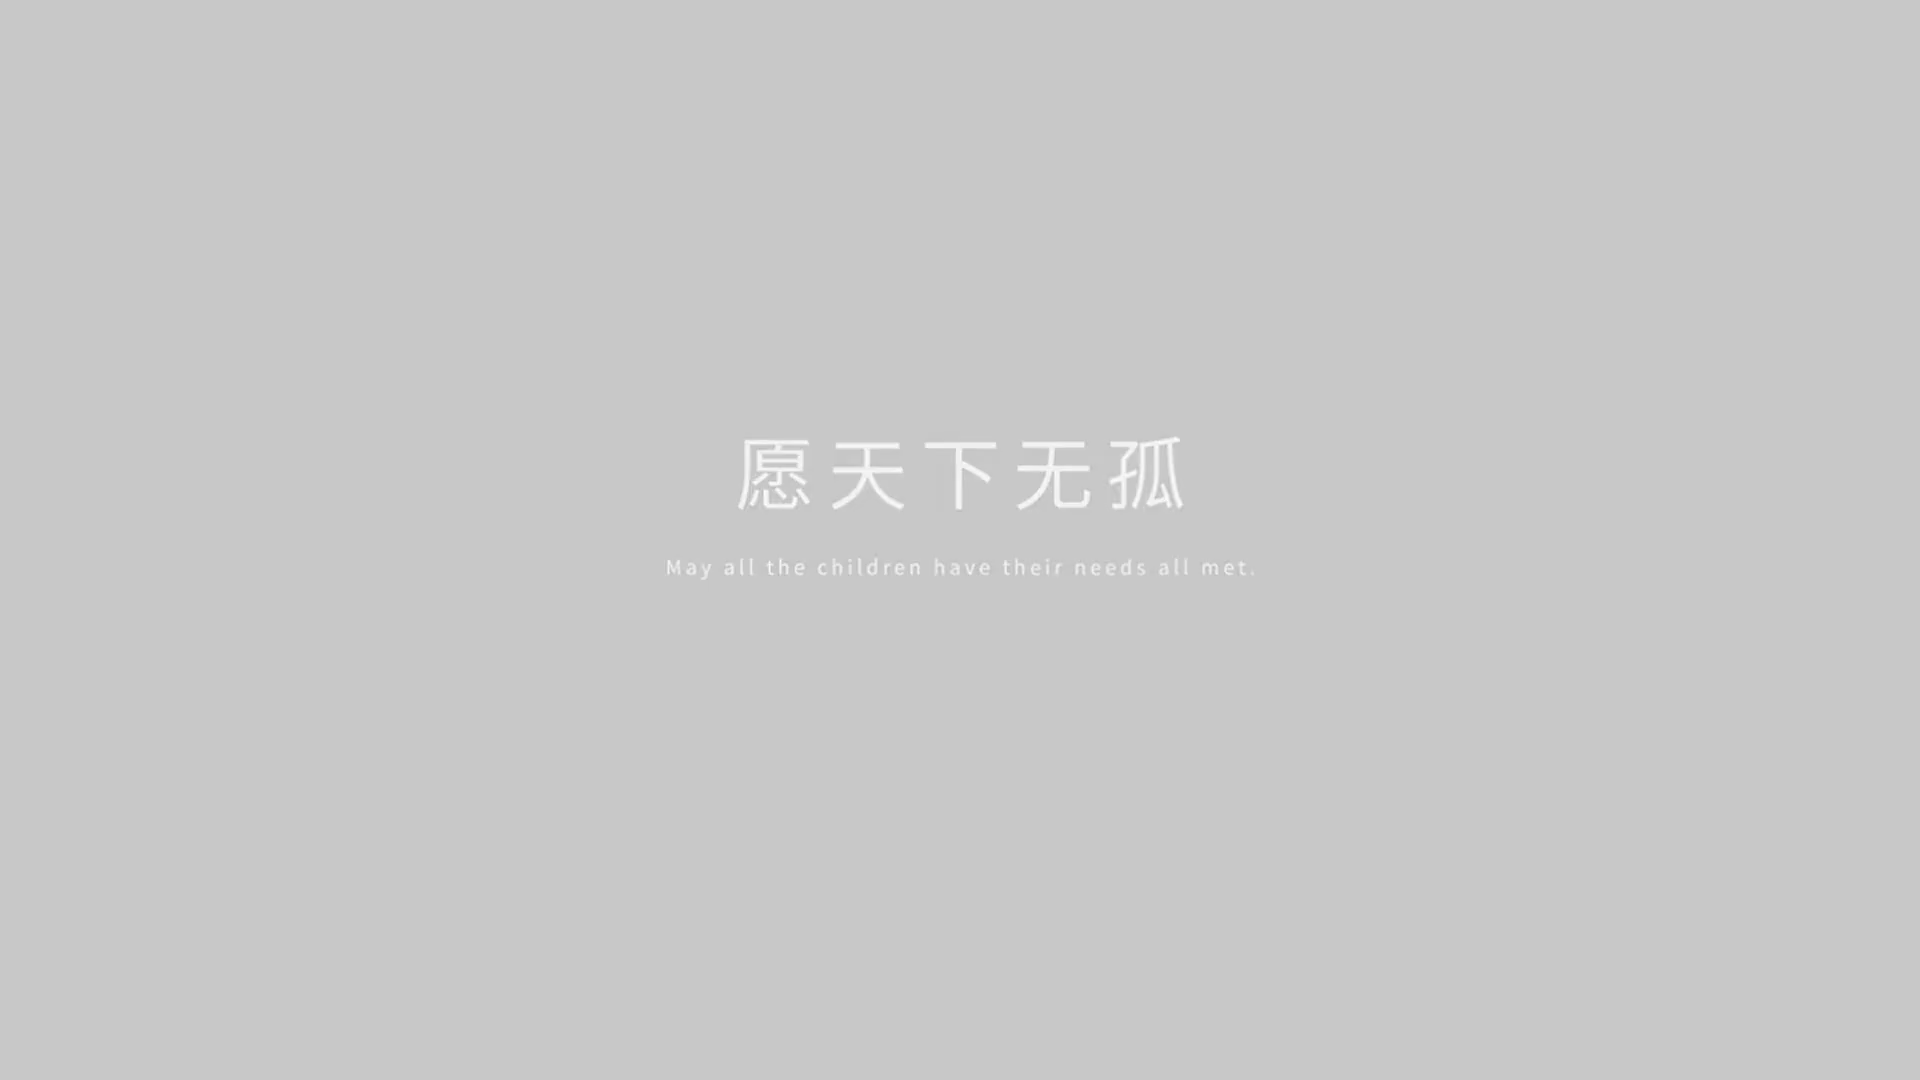 愿天下无孤
May all the children have their needs all met.